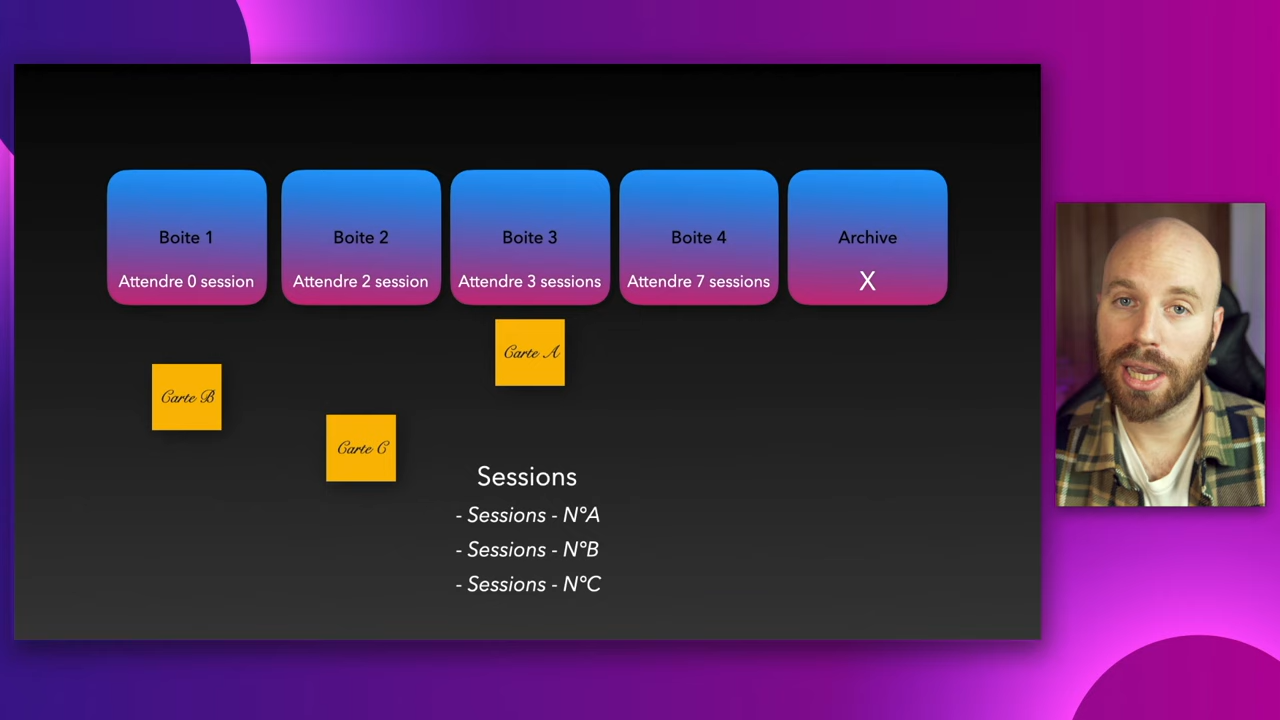 Boite 1
Attendre 0 session
Boite 2
Attendre 2 session
Boite 3
Attendre 3 sessions
Boite 4
Attendre 7 sessions
Archive
X
Carte A
Carte B
Carte C
Sessions
- Sessions - N°A
- Sessions - N°B
- Sessions - N°C